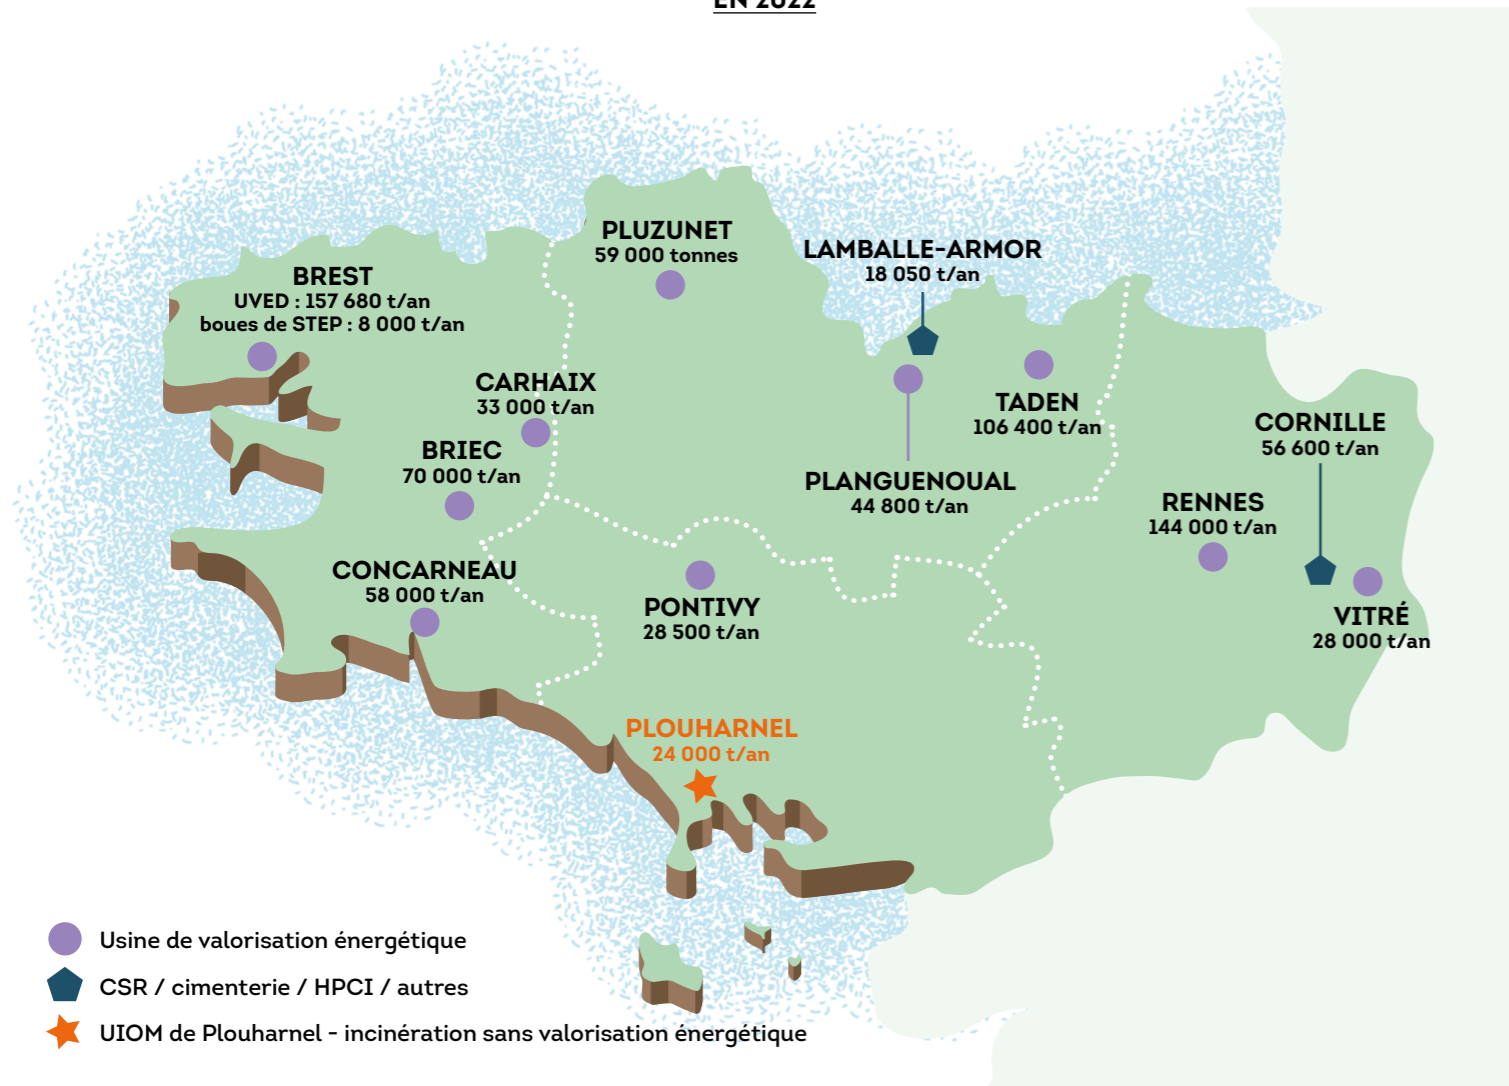 EN 2022
PLUZUNET
59 000 tonnes
LAMBALLE-ARMOR
18 050 t/an
BREST
UVED : 157 680 t/an
boues de STEP : 8 000 t/an
CARHAIX
33 000 t/an
TADEN
106 400 t/an
CORNILLE
56 600 t/an
BRIEC
70 000 t/an
PLANGUENOUAL
44 800 t/an
RENNES
144 000 t/an
CONCARNEAU
58 000 t/an
PONTIVY
28 500 t/an
VITRÉ
28 000 t/an
PLOUHARNEL
24 000 t/an
Usine de valorisation énergétique
CSR / cimenterie / HPCI / autres
UIOM de Plouharnel - incinération sans valorisation énergétique